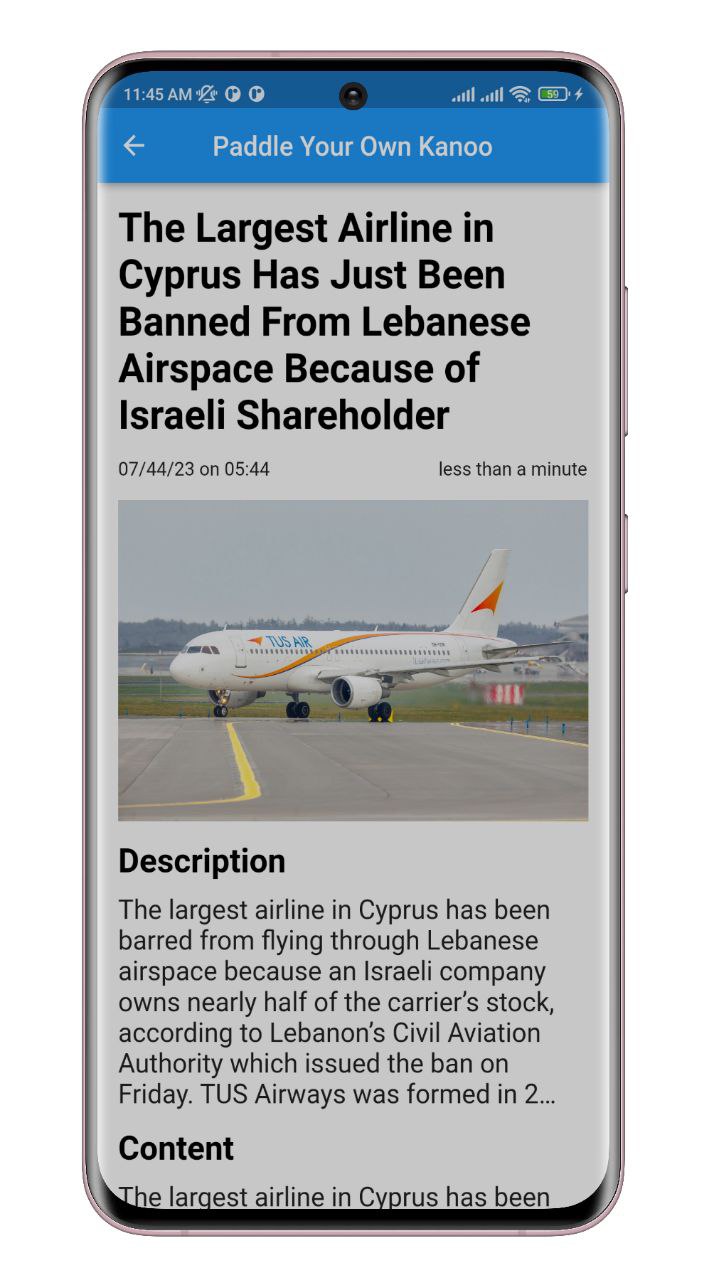 11:45 AM
59
Paddle Your Own Kanoo
The Largest Airline in
Cyprus Has Just Been
Banned From Lebanese
Airspace Because of
Israeli Shareholder
07/44/23 on 05:44
less than a minute
TUS AIR
Description
The largest airline in Cyprus has been
barred from flying through Lebanese
airspace because an Israeli company
owns nearly half of the carrier’s stock,
according to Lebanon’s Civil Aviation
Authority which issued the ban on
Friday. TUS Airways was formed in 2…
Content
The largest airline in Cyprus has been